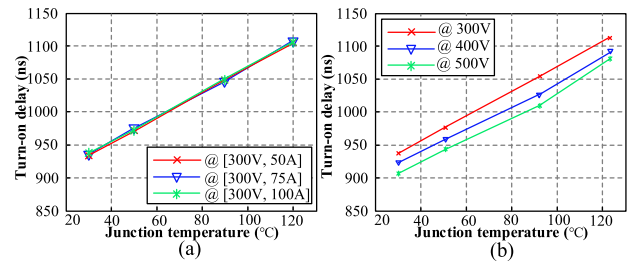 1150
1100
1050
1000
950
900
850
Turn-on delay (ns)
@ [300V, 50A]
@ [300V, 75A]
@ [300V, 100A]
20 40 60 80 100 120
Junction temperature (℃)
(a)
1150
1100
1050
1000
950
900
850
Turn-on delay (ns)
@ 300V
@ 400V
@ 500V
20 40 60 80 100 120
Junction temperature (℃)
(b)